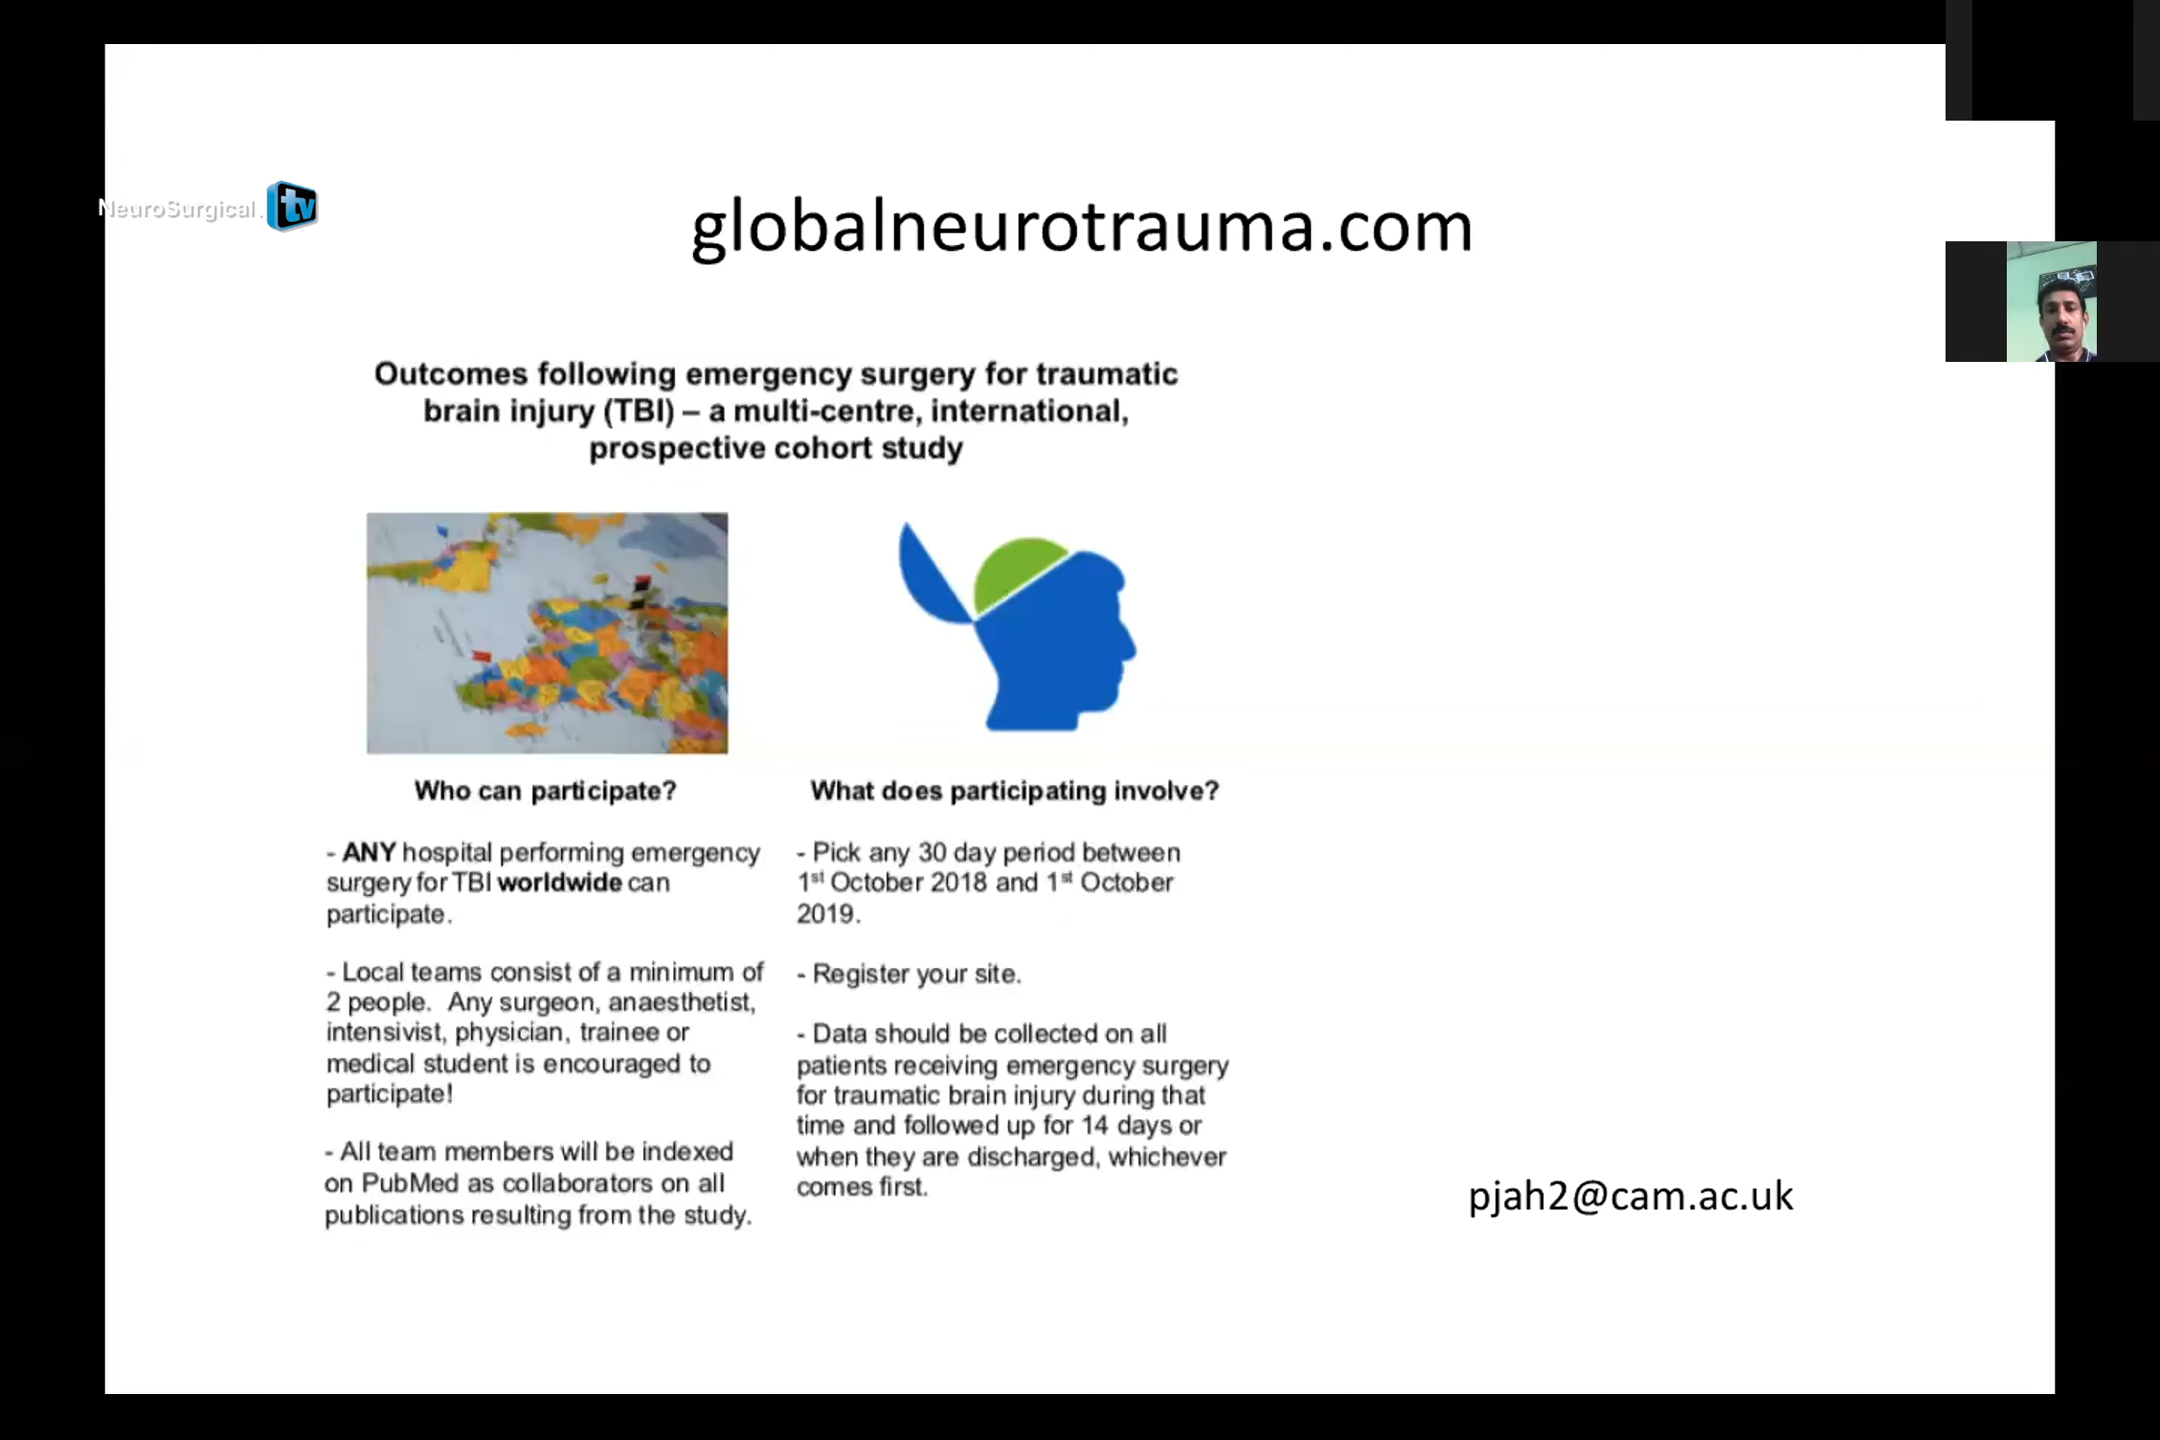 NeuroSurgical.tv
globalneurotrauma.com
Outcomes following emergency surgery for traumatic
brain injury (TBI) – a multi-centre, international,
prospective cohort study
Who can participate?
- ANY hospital performing emergency
surgery for TBI worldwide can
participate.
- Local teams consist of a minimum of
2 people.  Any surgeon, anaesthetist,
intensivist, physician, trainee or
medical student is encouraged to
participate!
- All team members will be indexed
on PubMed as collaborators on all
publications resulting from the study.
What does participating involve?
- Pick any 30 day period between
1st October 2018 and 1st October
2019.
- Register your site.
- Data should be collected on all
patients receiving emergency surgery
for traumatic brain injury during that
time and followed up for 14 days or
when they are discharged, whichever
comes first.
pjah2@cam.ac.uk